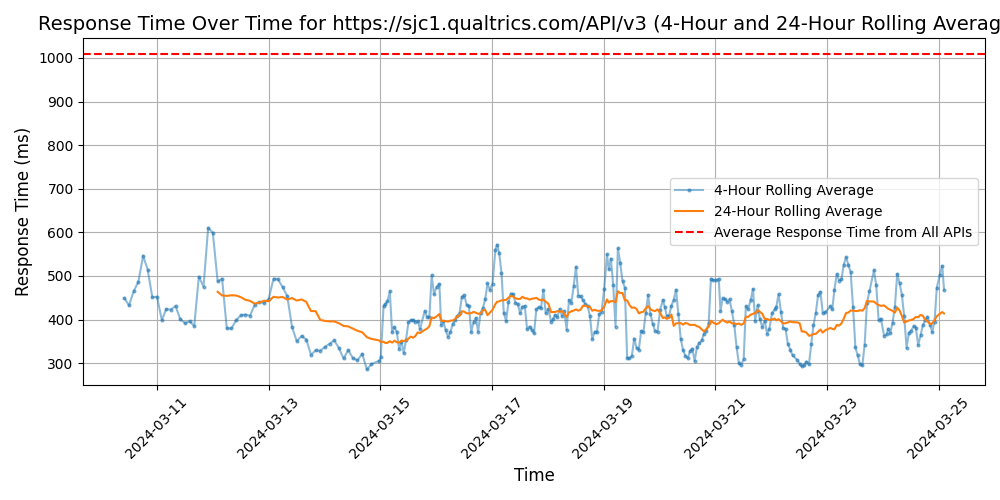 Response Time Over Time for https://sjc1.qualtrics.com/API/v3 (4-Hour and 24-Hour Rolling Averag
1000
900
800
700
600
500
400
300
Response Time (ms)
4-Hour Rolling Average
24-Hour Rolling Average
Average Response Time from All APIs
2024-03-11
2024-03-13
2024-03-15
2024-03-17
2024-03-19
2024-03-21
2024-03-23
2024-03-25
Time